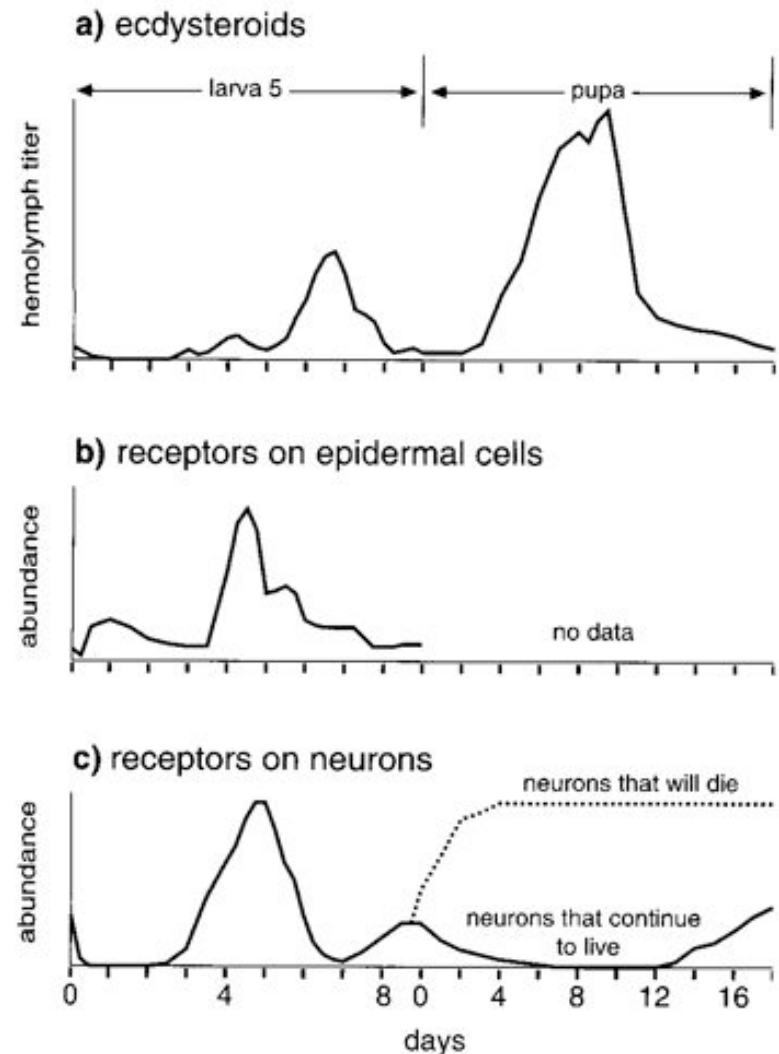 a) ecdysteroids
larva 5
pupa
hemolymph titer
b) receptors on epidermal cells
abundance
no data
c) receptors on neurons
neurons that will die
abundance
neurons that continue
to live
0 4 8 0 4 8 12 16
days